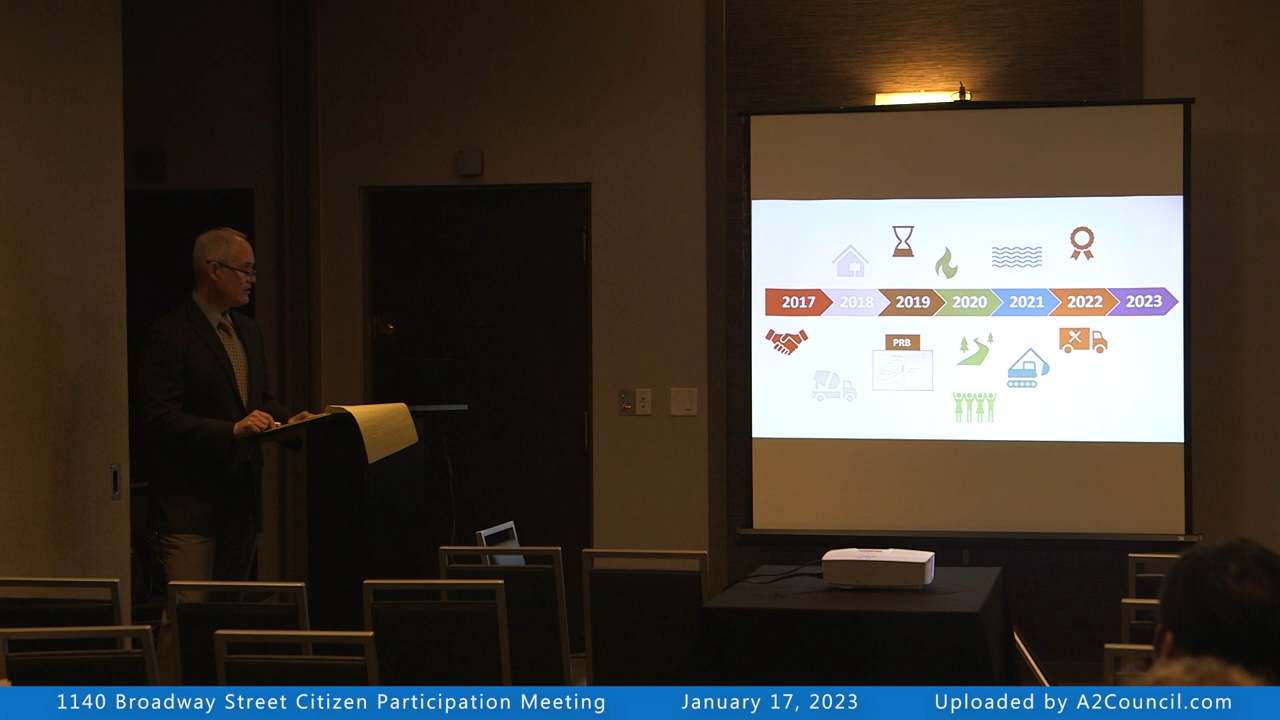 2017 2018 2019 2020 2021 2022 2023
PRB
1140 Broadway Street Citizen Participation Meeting January 17, 2023 Uploaded by A2Council.com